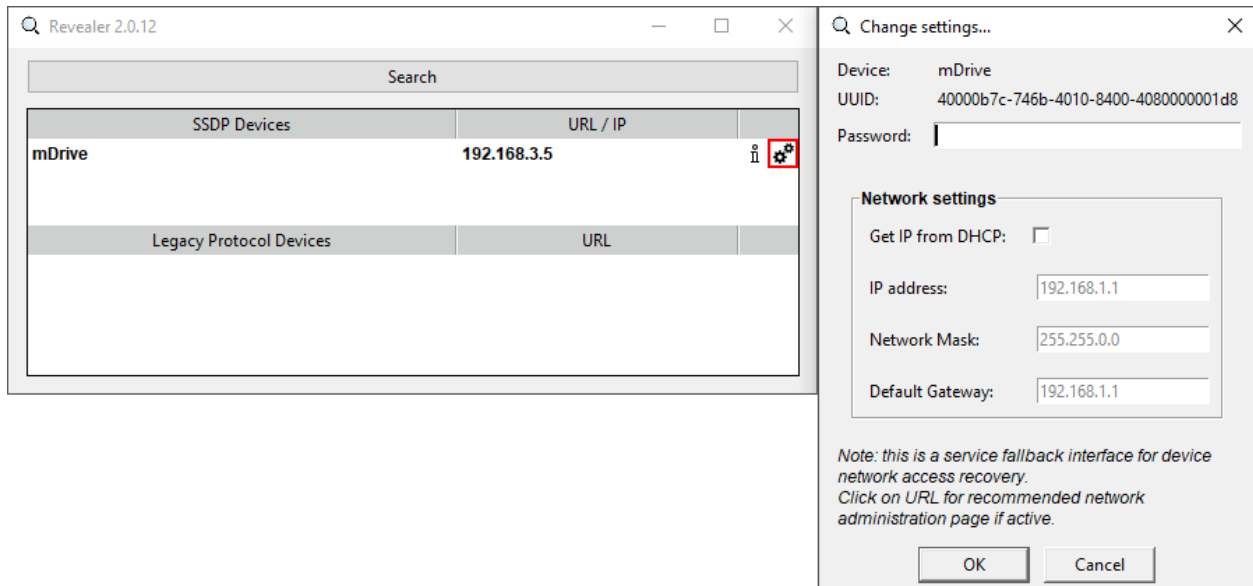 Revealer 2.0.12
Search
SSDP Devices URL / IP
mDrive 192.168.3.5
Legacy Protocol Devices URL
Change settings...
Device: mDrive
UUID: 40000b7c-746b-4010-8400-4080000001d8
Password:
Network settings
Get IP from DHCP:
IP address: 192.168.1.1
Network Mask: 255.255.0.0
Default Gateway: 192.168.1.1
Note: this is a service fallback interface for device
network access recovery.
Click on URL for recommended network
administration page if active.
OK Cancel